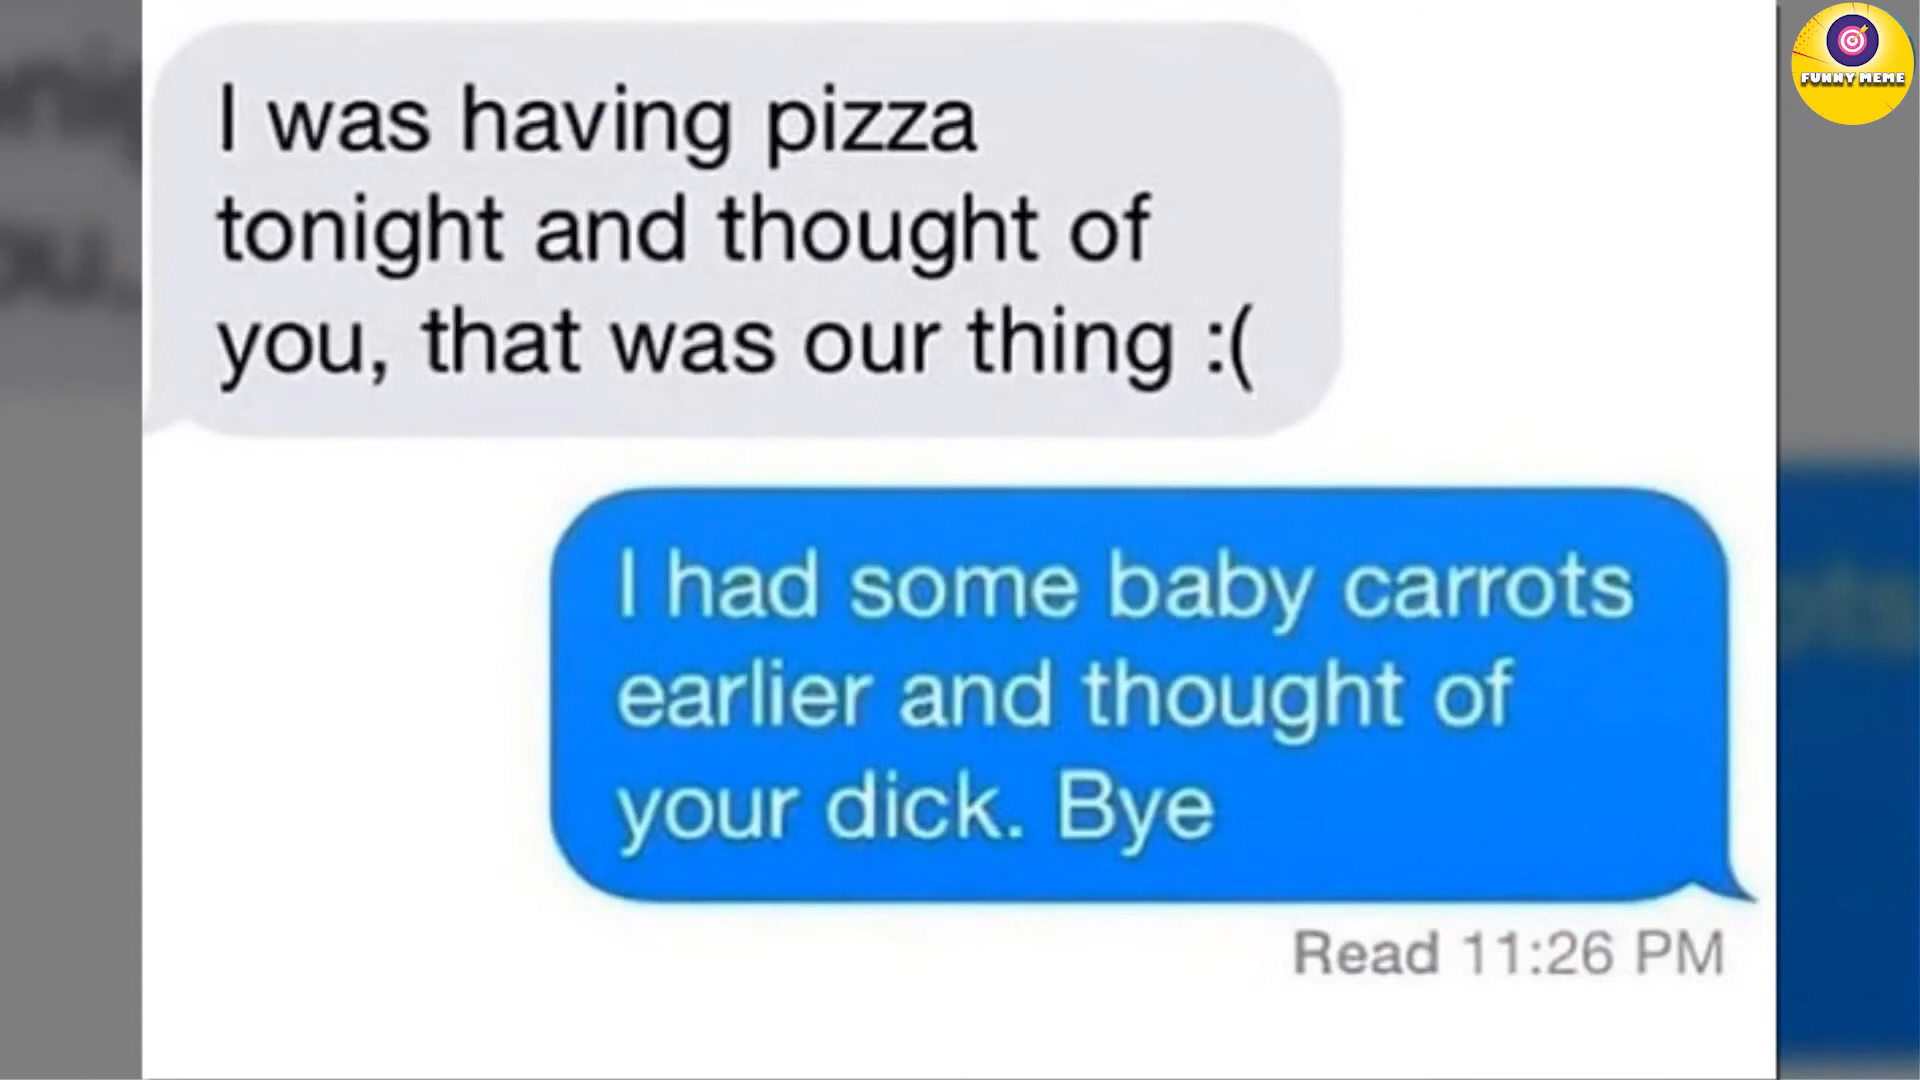 I was having pizza
tonight and thought of
you, that was our thing :(
I had some baby carrots
earlier and thought of
your dick. Bye
Read 11:26 PM
FUNNY MEME